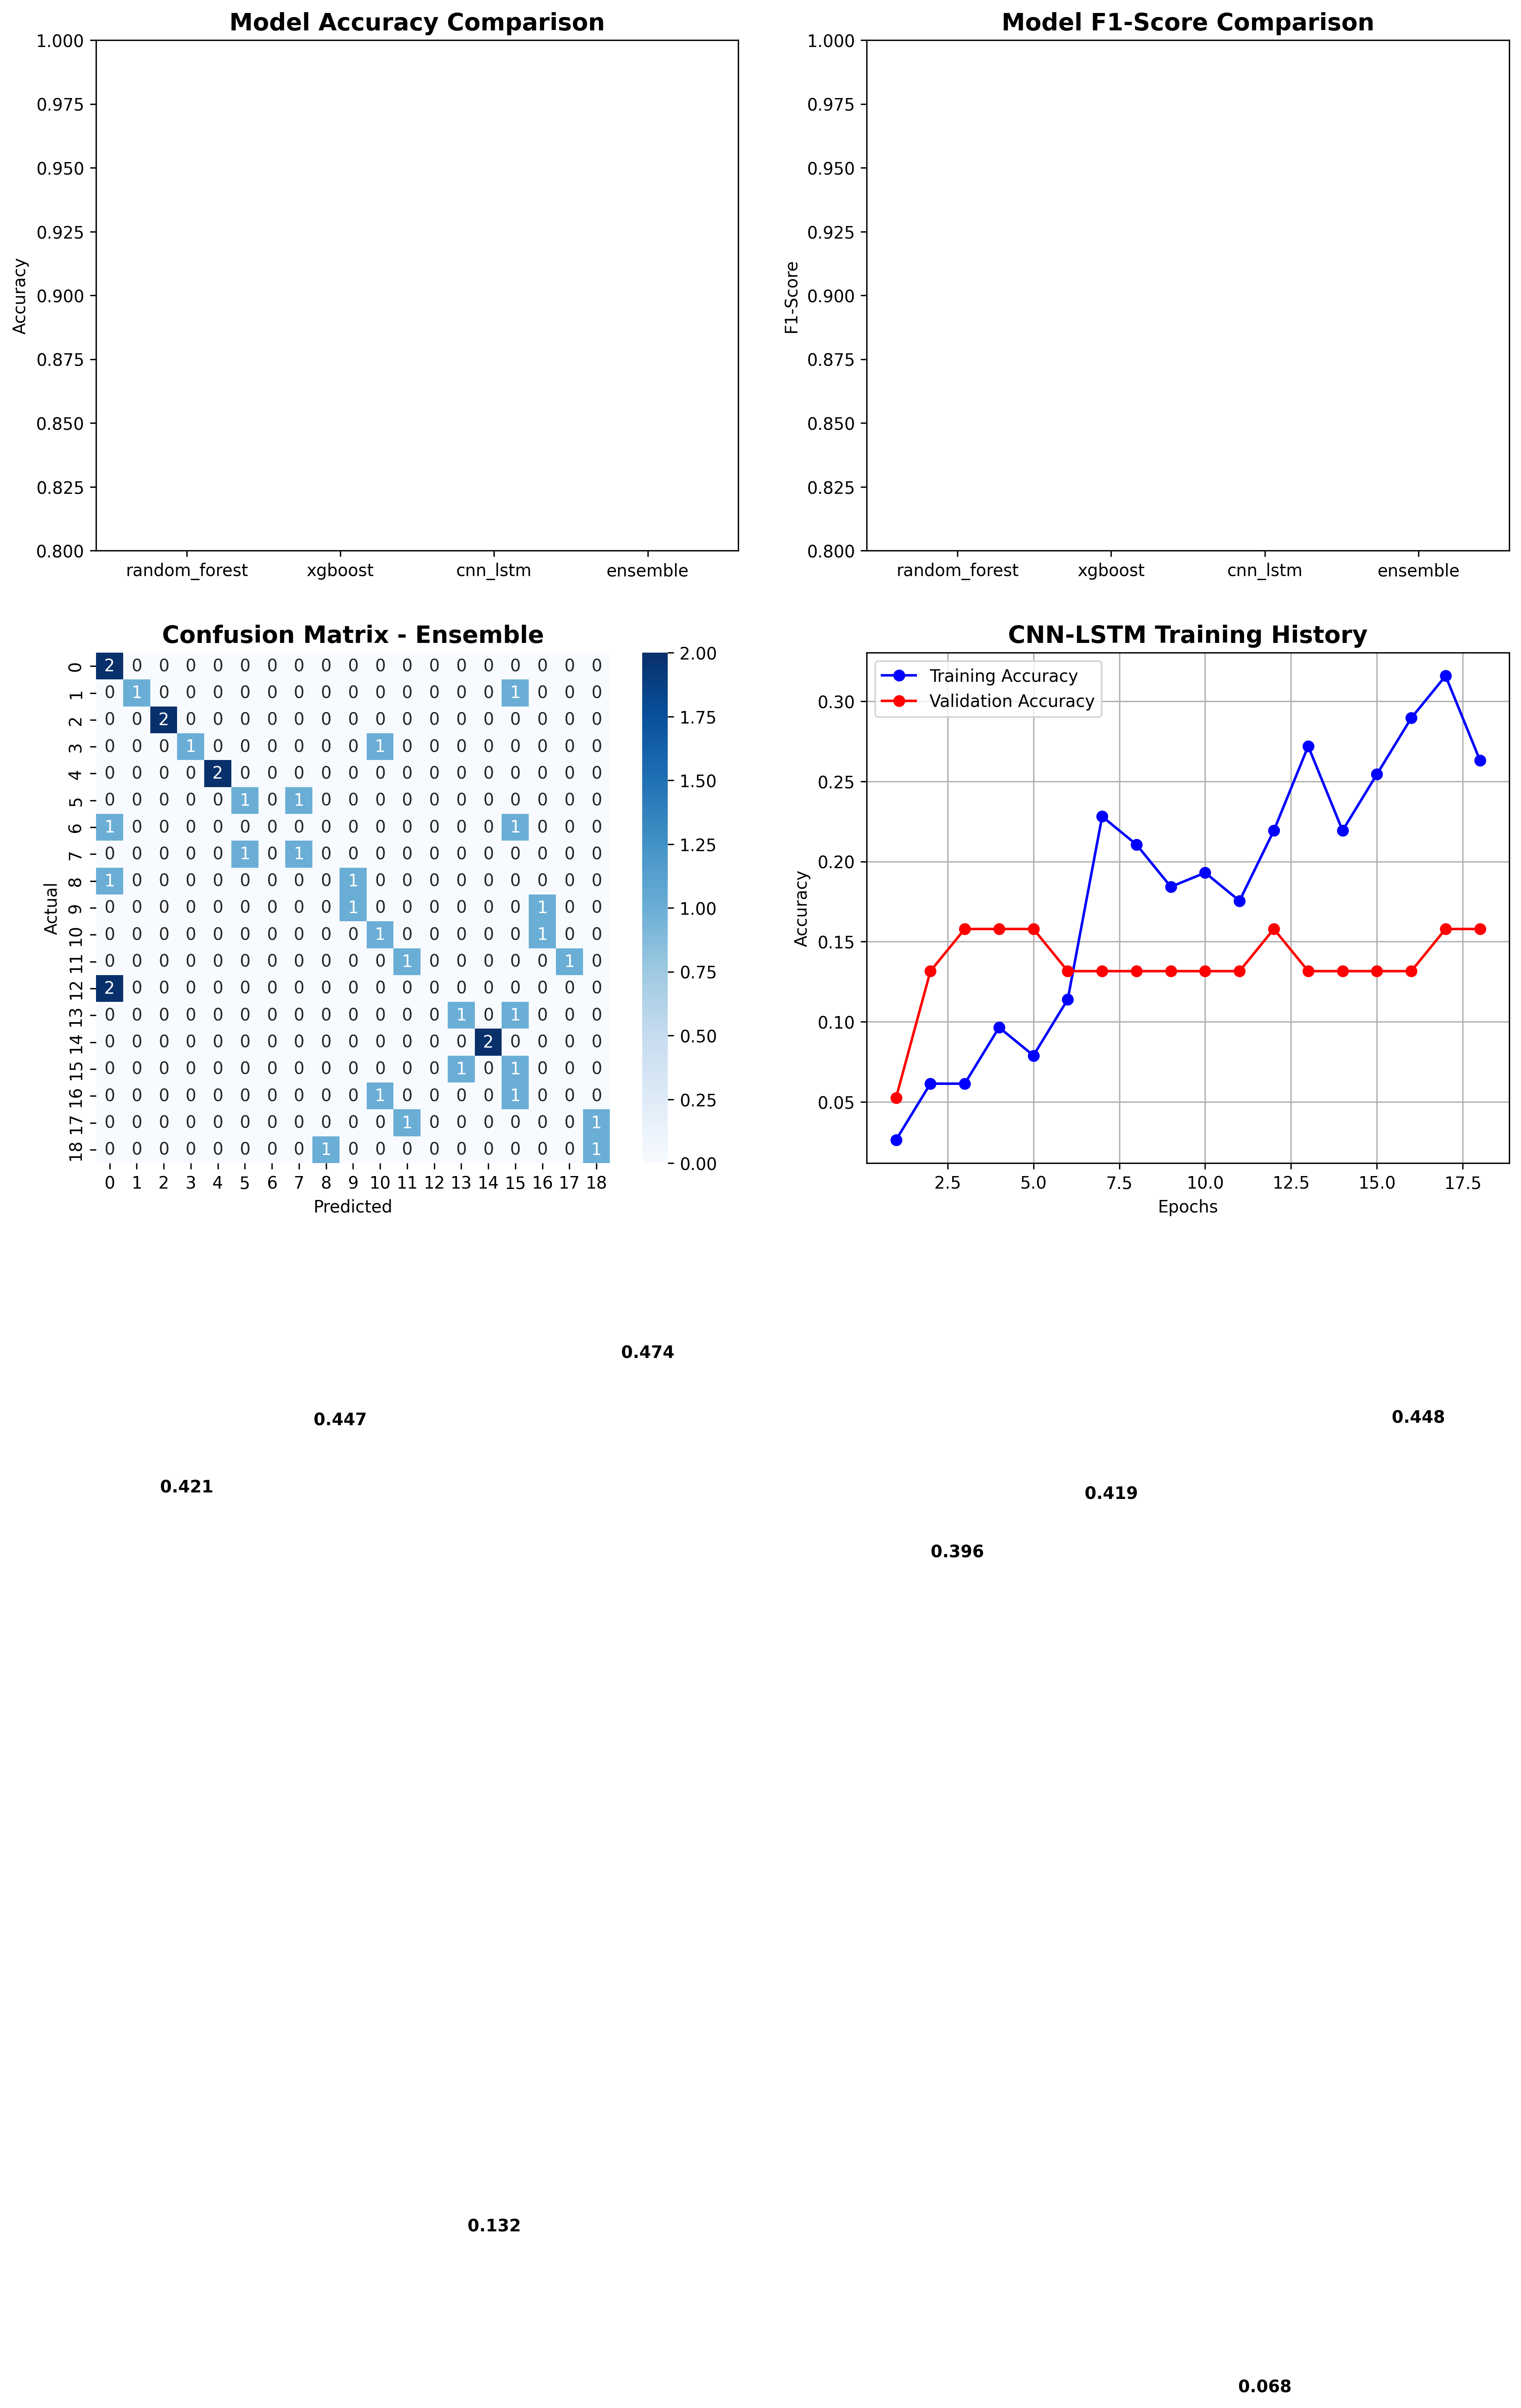 Model Accuracy Comparison
1.000
0.975
0.950
0.925
0.900
0.875
0.850
0.825
0.800
Accuracy
random_forest xgboost cnn_lstm ensemble
Model F1-Score Comparison
1.000
0.975
0.950
0.925
0.900
0.875
0.850
0.825
0.800
F1-Score
random_forest xgboost cnn_lstm ensemble
Confusion Matrix - Ensemble
Actual
0 2 0 0 0 0 0 0 0 0 0 0 0 0 0 0 0 0 0 0
1 0 1 0 0 0 0 0 0 0 0 0 0 0 0 0 1 0 0 0
2 0 0 2 0 0 0 0 0 0 0 0 0 0 0 0 0 0 0 0
3 0 0 0 1 0 0 0 0 0 0 1 0 0 0 0 0 0 0 0
4 0 0 0 0 2 0 0 0 0 0 0 0 0 0 0 0 0 0 0
5 0 0 0 0 0 1 0 1 0 0 0 0 0 0 0 0 0 0 0
6 1 0 0 0 0 0 0 0 0 0 0 0 0 0 0 1 0 0 0
7 0 0 0 0 0 1 0 1 0 0 0 0 0 0 0 0 0 0 0
8 1 0 0 0 0 0 0 0 0 1 0 0 0 0 0 0 0 0 0
9 0 0 0 0 0 0 0 0 0 1 0 0 0 0 0 0 1 0 0
10 0 0 0 0 0 0 0 0 0 0 1 0 0 0 0 0 1 0 0
11 0 0 0 0 0 0 0 0 0 0 0 1 0 0 0 0 0 1 0
12 2 0 0 0 0 0 0 0 0 0 0 0 0 0 0 0 0 0 0
13 0 0 0 0 0 0 0 0 0 0 0 0 0 1 0 1 0 0 0
14 0 0 0 0 0 0 0 0 0 0 0 0 0 0 2 0 0 0 0
15 0 0 0 0 0 0 0 0 0 0 0 0 0 1 0 1 0 0 0
16 0 0 0 0 0 0 0 0 0 0 1 0 0 0 0 1 0 0 0
17 0 0 0 0 0 0 0 0 0 0 0 1 0 0 0 0 0 0 1
18 0 0 0 0 0 0 0 0 1 0 0 0 0 0 0 0 0 0 1
0 1 2 3 4 5 6 7 8 9 10 11 12 13 14 15 16 17 18
Predicted
2.00
1.75
1.50
1.25
1.00
0.75
0.50
0.25
0.00
CNN-LSTM Training History
Training Accuracy
Validation Accuracy
0.30
0.25
0.20
0.15
0.10
0.05
Accuracy
2.5 5.0 7.5 10.0 12.5 15.0 17.5
Epochs
0.474
0.447
0.421
0.132
0.448
0.419
0.396
0.068